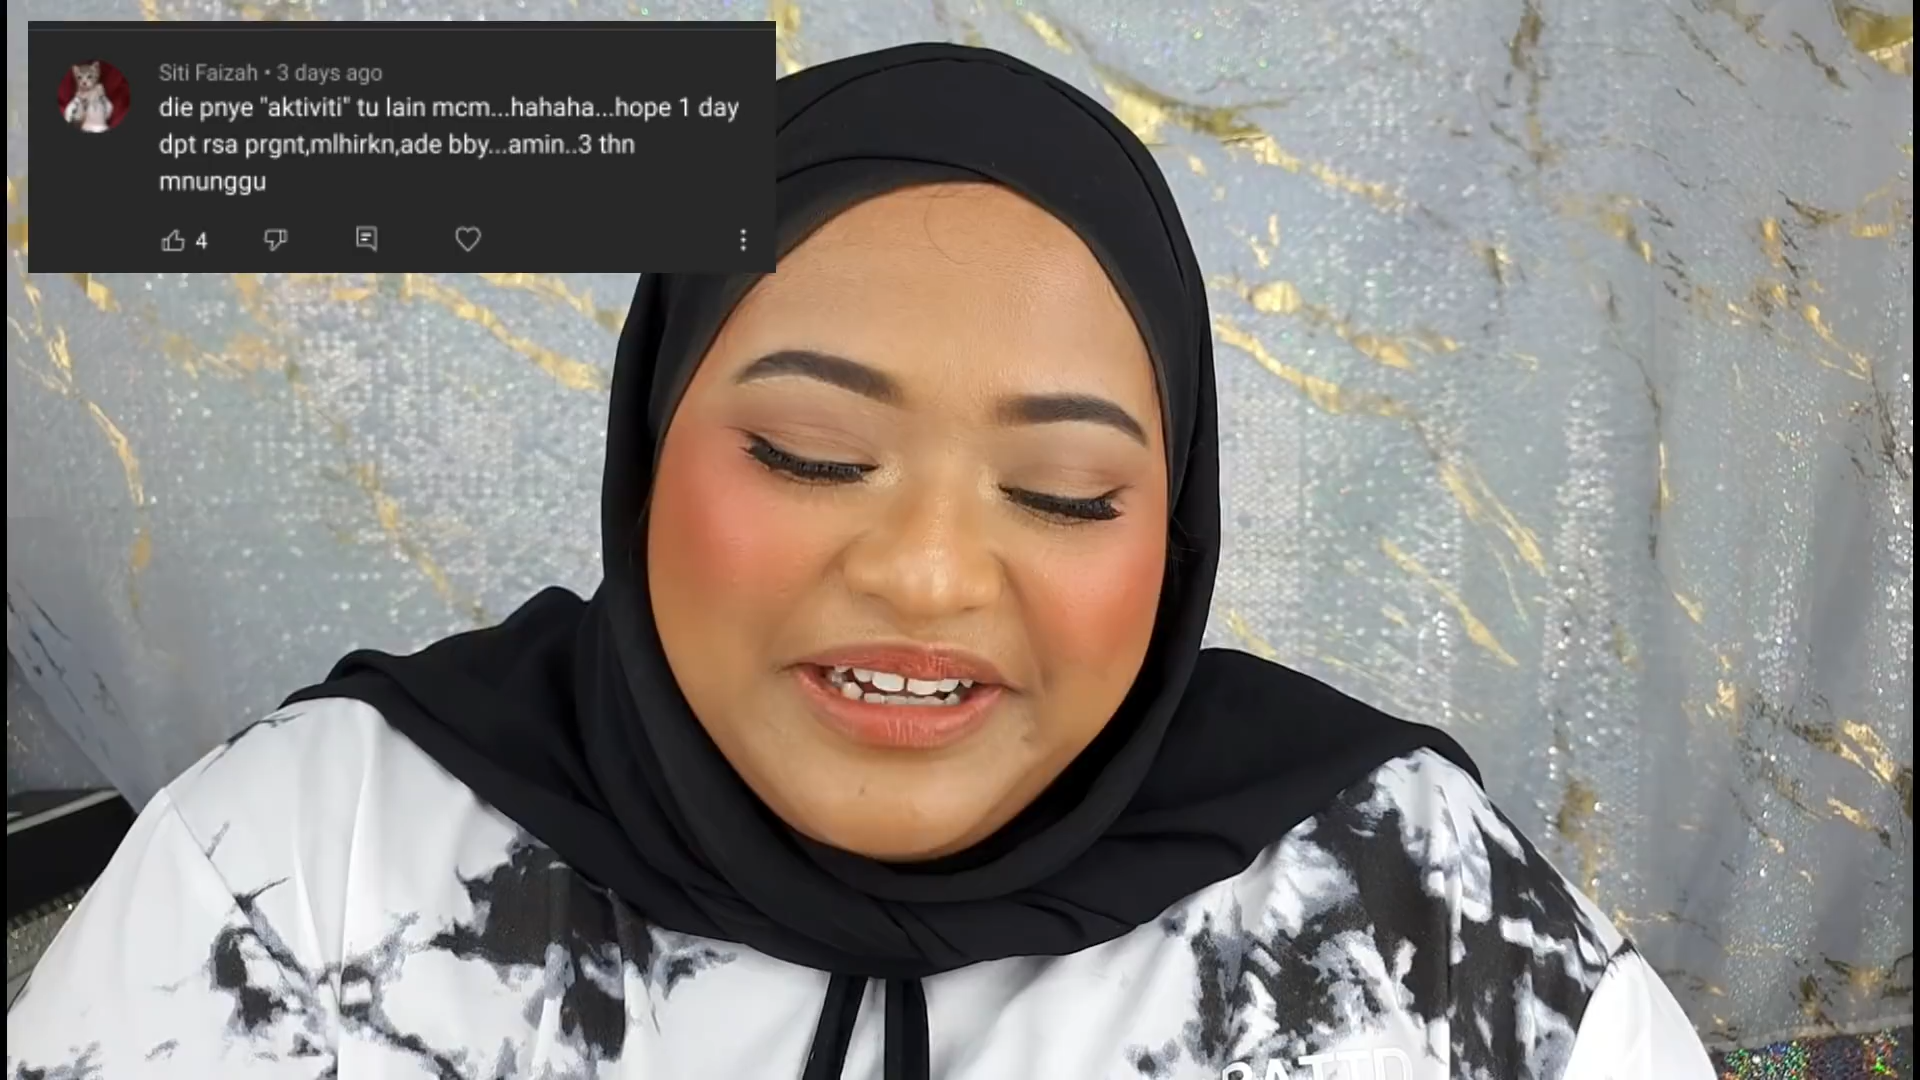 Siti Faizah • 3 days ago
die pnye "aktiviti" tu lain mcm...hahaha...hope 1 day
dpt rsa prgnt,mlhirkn,ade bby...amin..3 thn
mnunggu
4